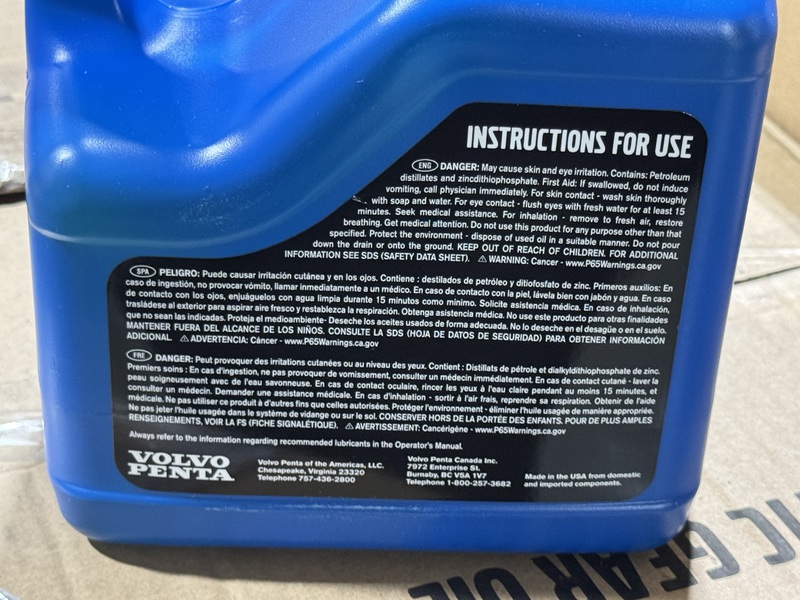 INSTRUCTIONS FOR USE
ENG DANGER: May cause skin and eye irritation. Contains: Petroleum
distillates and zincdithiophosphate. First Aid: If swallowed, do not induce
vomiting, call physician immediately. For skin contact - wash skin thoroughly
with soap and water. For eye contact - flush eyes with fresh water for at least 15
minutes. Seek medical assistance. For inhalation - remove to fresh air, restore
breathing. Get medical attention. Do not use this product for any purpose other than that
specified. Protect the environment - dispose of used oil in a suitable manner. Do not pour
down the drain or onto the ground. KEEP OUT OF REACH OF CHILDREN. FOR ADDITIONAL
INFORMATION SEE SDS (SAFETY DATA SHEET). ⚠ WARNING: Cancer - www.P65Warnings.ca.gov
SPA PELIGRO: Puede causar irritación cutánea y en los ojos. Contiene : destilados de petróleo y ditiofosfato de zinc. Primeros auxilios: En
caso de ingestión, no provocar vómito, llamar inmediatamente a un médico. En caso de contacto con la piel, lávela bien con jabón y agua. En caso
de contacto con los ojos, enjuáguelos con agua limpia durante 15 minutos como mínimo. Solicite asistencia médica. En caso de inhalación,
trasládese al exterior para aspirar aire fresco y restablezca la respiración. Obtenga asistencia médica. No use este producto para otras finalidades
que no sean las indicadas. Proteja el medioambiente- Deseche los aceites usados de forma adecuada. No lo deseche en el desagüe o en el suelo.
MANTENER FUERA DEL ALCANCE DE LOS NIÑOS. CONSULTE LA SDS (HOJA DE DATOS DE SEGURIDAD) PARA OBTENER INFORMACIÓN
ADICIONAL ⚠ ADVERTENCIA: Cáncer - www.P65Warnings.ca.gov
FRE DANGER: Peut provoquer des irritations cutanées ou au niveau des yeux. Contient : Distillats de pétrole et dialkyldithiophosphate de zinc.
Premiers soins : En cas d'ingestion, ne pas provoquer de vomissement, consulter un médecin immédiatement. En cas de contact cutané - laver la
peau soigneusement avec de l'eau savonneuse. En cas de contact oculaire, rincer les yeux à l'eau claire pendant au moins 15 minutes, et
consulter un médecin. Demander une assistance médicale. En cas d'inhalation - sortir à l'air frais, reprendre sa respiration. Obtenir de l'aide
médicale. Ne pas utiliser ce produit à d'autres fins que celles autorisées. Protéger l'environnement - éliminer l'huile usagée de manière appropriée.
Ne pas jeter l'huile usagée dans le système de vidange ou sur le sol. CONSERVER HORS DE LA PORTÉE DES ENFANTS. POUR DE PLUS AMPLES
RENSEIGNEMENTS, VOIR LA FS (FICHE SIGNALÉTIQUE). ⚠ AVERTISSEMENT: Cancérigène - www.P65Warnings.ca.gov
Always refer to the information regarding recommended lubricants in the Operator's Manual.
VOLVO
PENTA
Volvo Penta of the Americas, LLC.
Chesapeake, Virginia 23320
Telephone 757-436-2800
Volvo Penta Canada Inc.
7972 Enterprise St.
Burnaby, BC V5A 1V7
Telephone 1-800-257-3682
Made in the USA from domestic
and imported components.
IC GEAR OIL